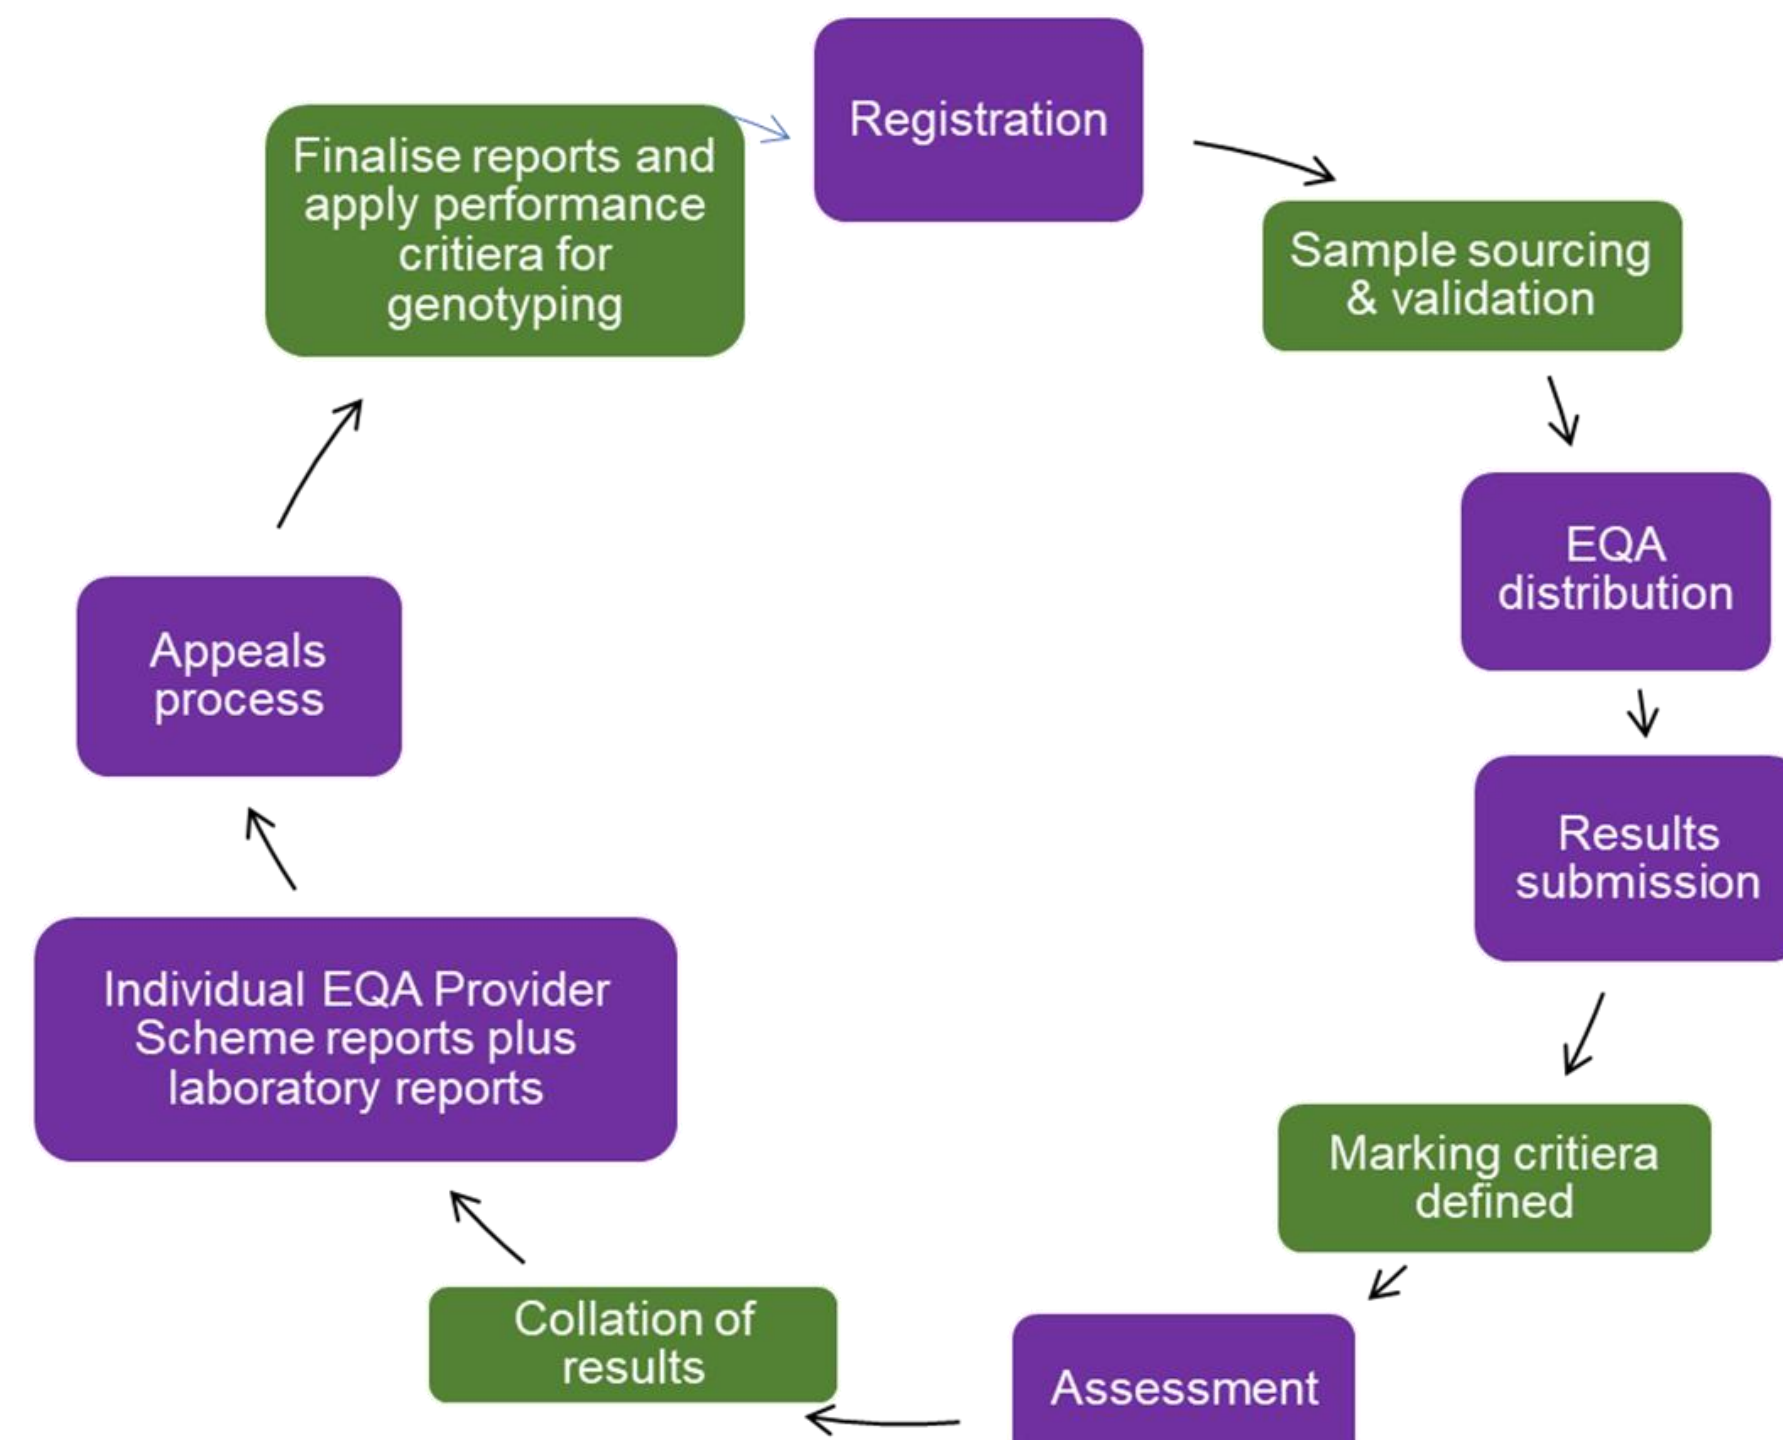 Registration
Sample sourcing
& validation
EQA
distribution
Results
submission
Marking critiera
defined
Assessment
Collation of
results
Individual EQA Provider
Scheme reports plus
laboratory reports
Appeals
process
Finalise reports and
apply performance
critiera for
genotyping